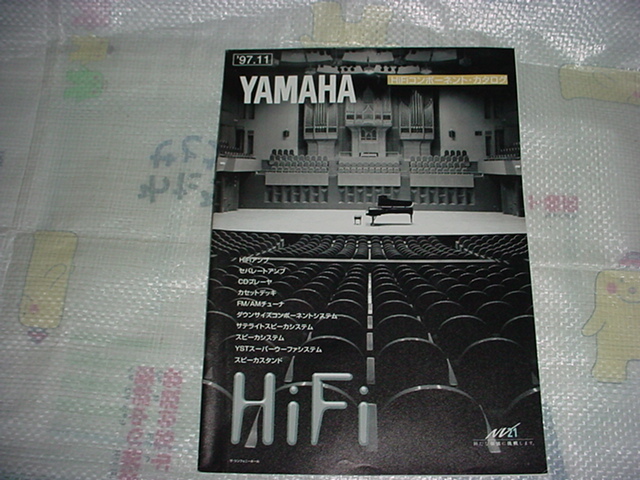 '97.11
YAMAHA
HiFiコンポーネント・カタログ
HiFiアンプ
セパレートアンプ
CDプレーヤ
カセットデッキ
FM/AMチューナ
ダウンサイズコンポーネントシステム
サテライトスピーカシステム
スピーカシステム
YSTスーパーウーファシステム
スピーカスタンド
HiFi
21